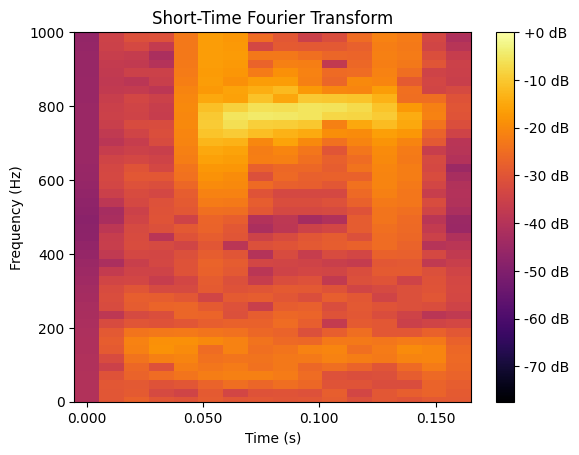 Short-Time Fourier Transform
1000
800
600
400
200
0
Frequency (Hz)
0.000
0.050
0.100
0.150
Time (s)
+0 dB
-10 dB
-20 dB
-30 dB
-40 dB
-50 dB
-60 dB
-70 dB